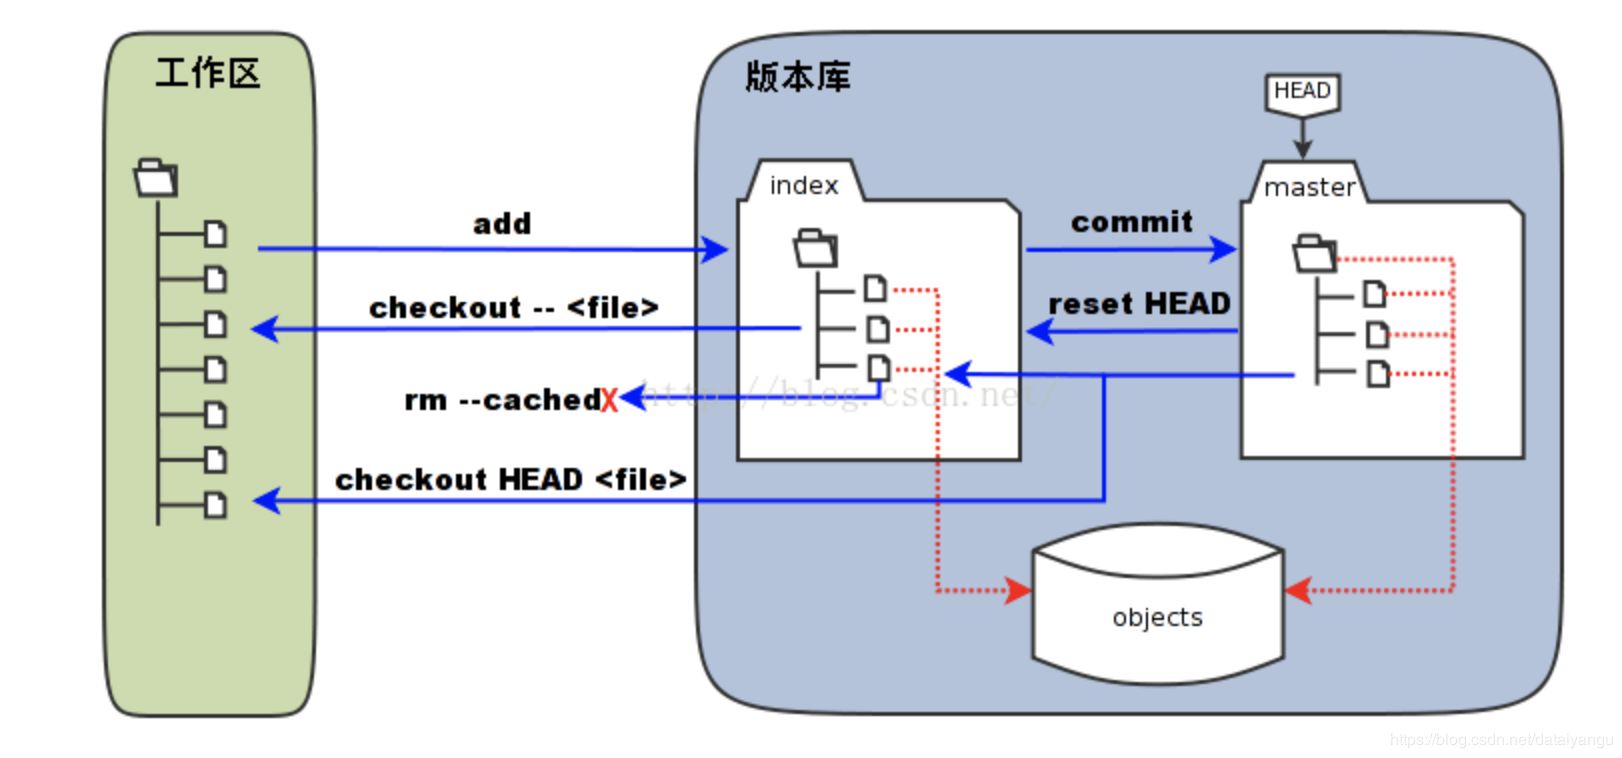 工作区
版本库
HEAD
index
master
add
commit
checkout -- <file>
reset HEAD
rm --cachedX
http://blog.csdn.net/
checkout HEAD <file>
objects
https://blog.csdn.net/dataiyangu